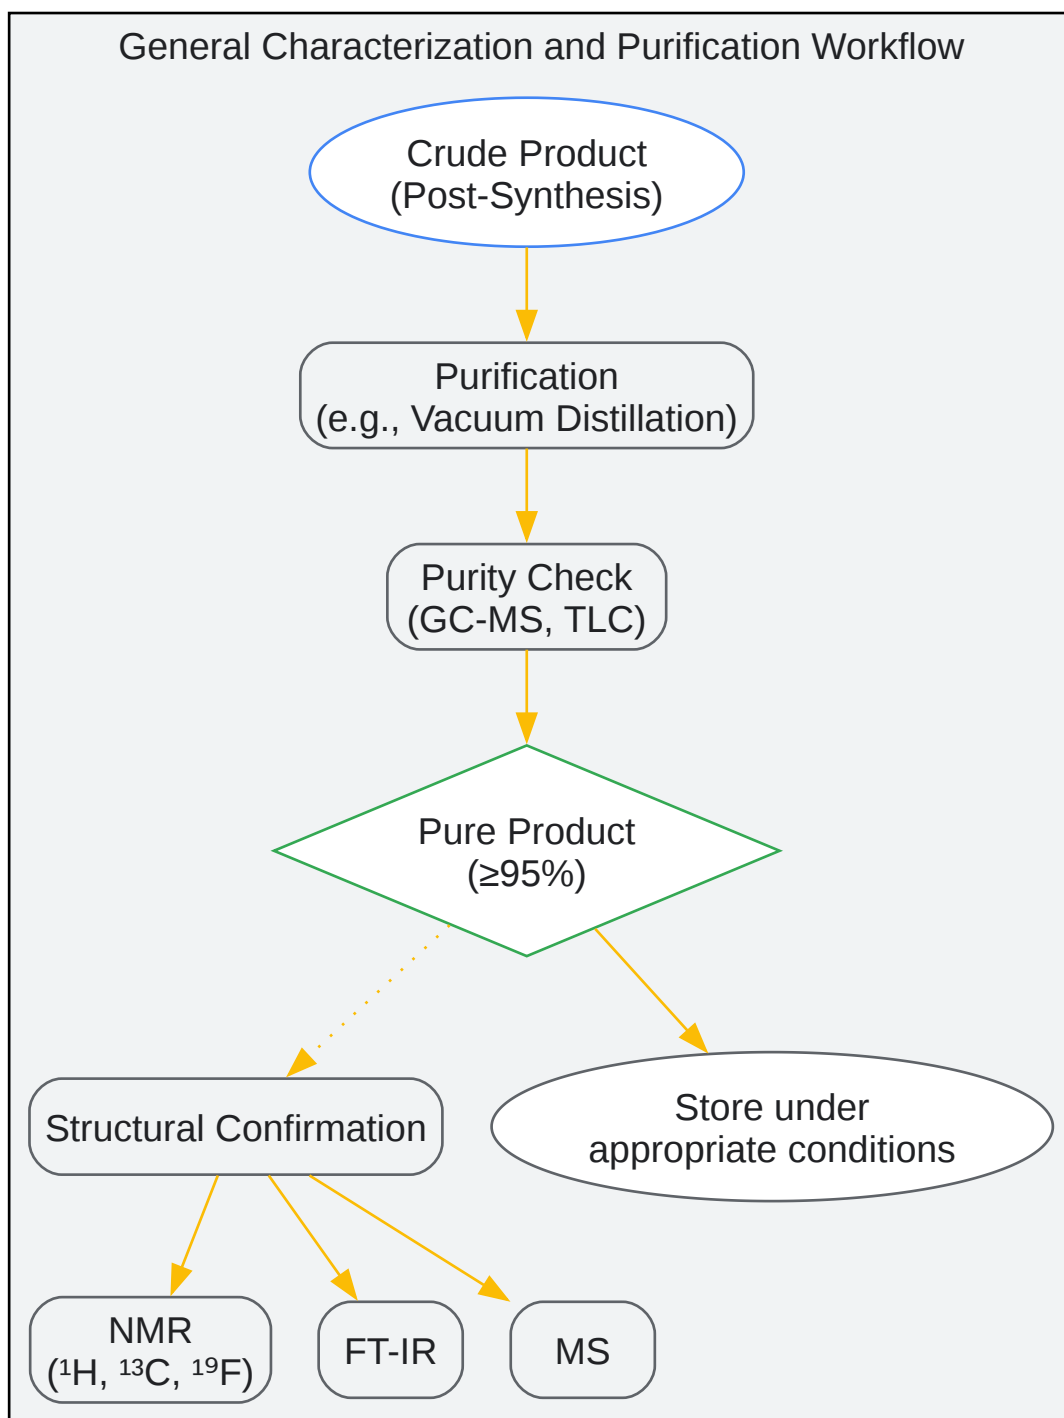 General Characterization and Purification Workflow
Crude Product
(Post-Synthesis)
Purification
(e.g., Vacuum Distillation)
Purity Check
(GC-MS, TLC)
Pure Product
(≥95%)
Structural Confirmation
Store under
appropriate conditions
NMR
(¹H, ¹³C, ¹⁹F)
FT-IR
MS